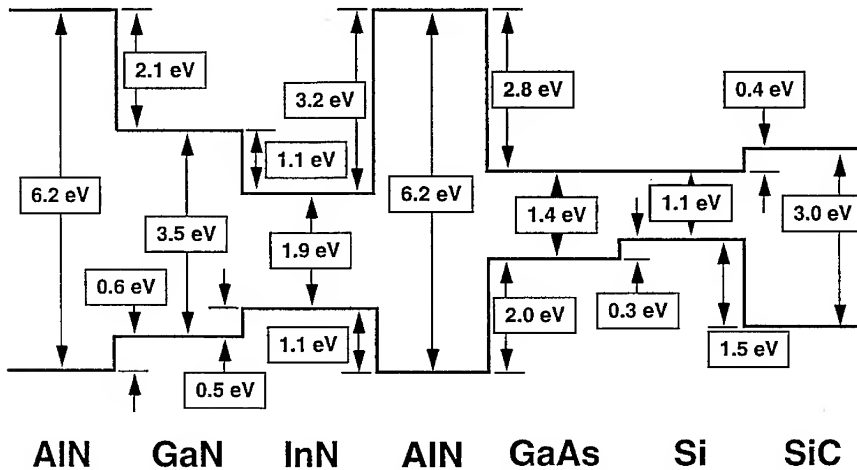 2.1 eV
3.2 eV
2.8 eV
0.4 eV
1.1 eV
6.2 eV
6.2 eV
1.4 eV
1.1 eV
3.0 eV
3.5 eV
1.9 eV
0.6 eV
2.0 eV
0.3 eV
1.1 eV
1.5 eV
0.5 eV
AlN GaN InN AlN GaAs Si SiC